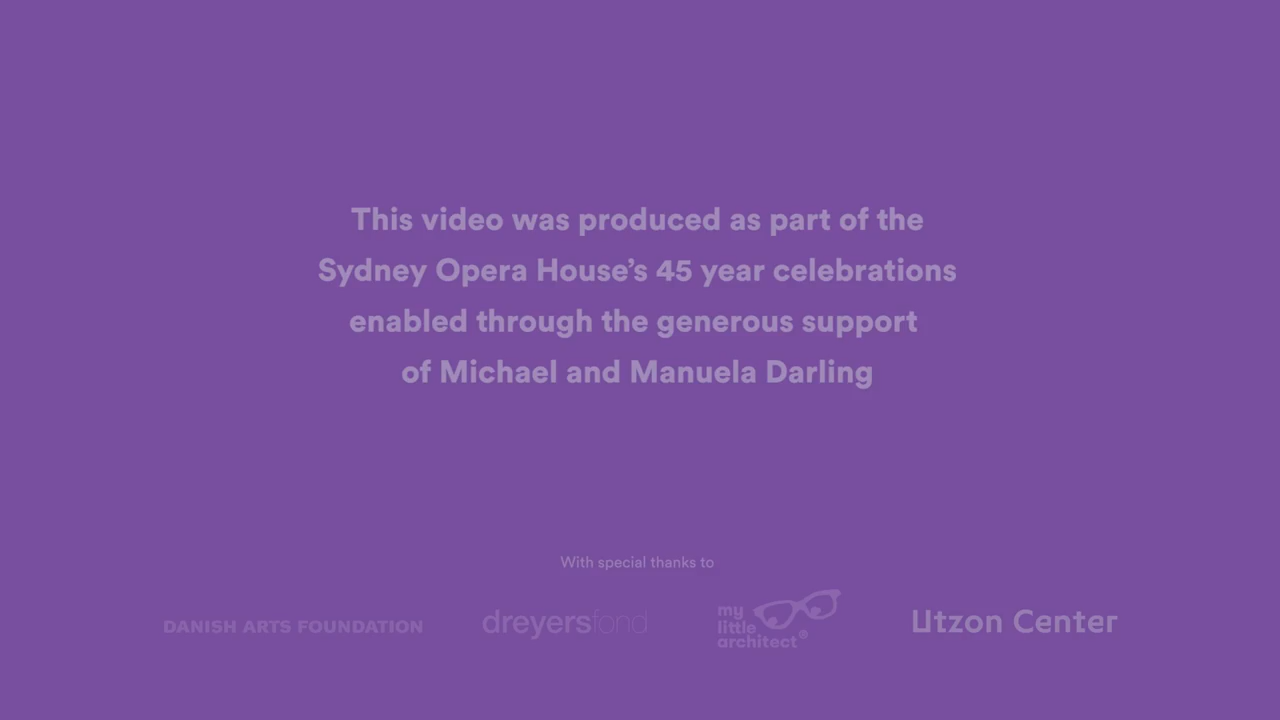 This video was produced as part of the
Sydney Opera House’s 45 year celebrations
enabled through the generous support
of Michael and Manuela Darling
With special thanks to
DANISH ARTS FOUNDATION
dreyersfond
my
little
architect®
Utzon Center